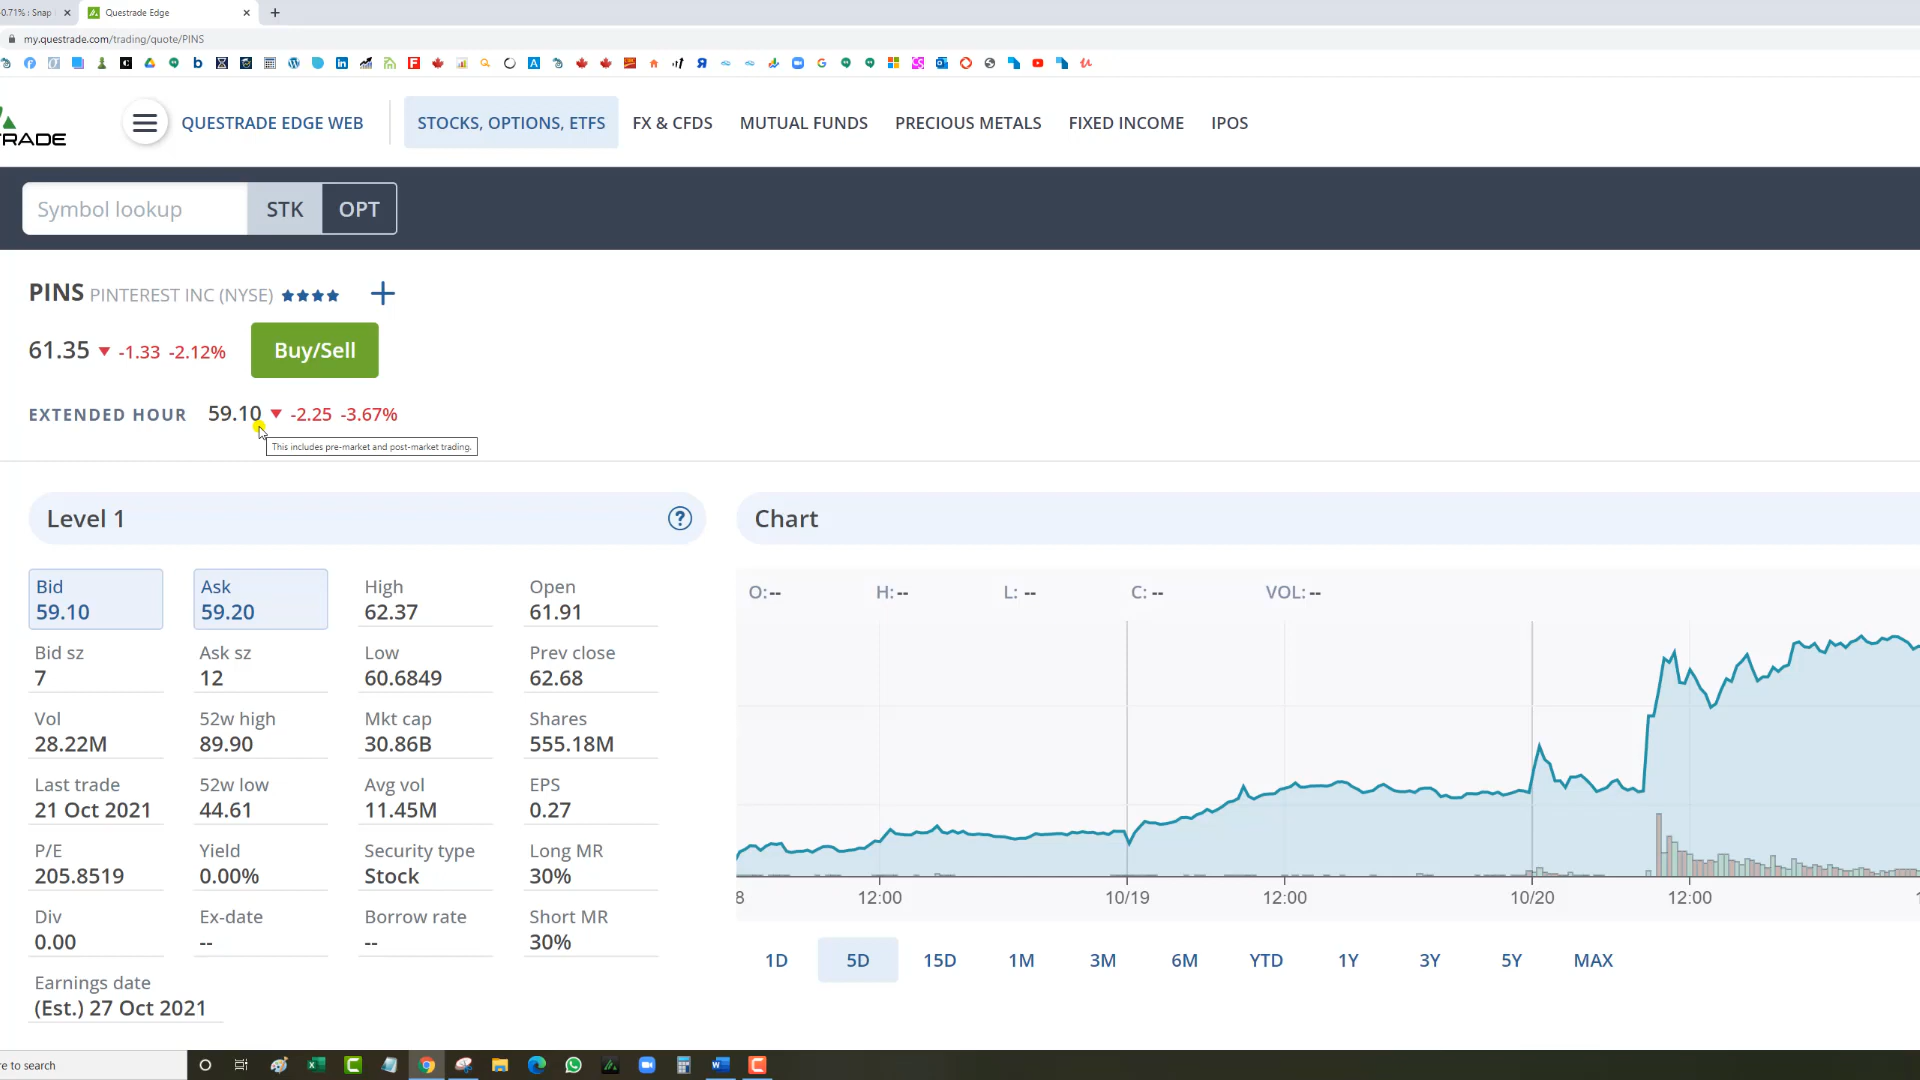 -0.71% : Snap
Questrade Edge
my.questrade.com/trading/quote/PINS
QUESTRADE EDGE WEB
STOCKS, OPTIONS, ETFS
FX & CFDS
MUTUAL FUNDS
PRECIOUS METALS
FIXED INCOME
IPOS
RADE
Symbol lookup
STK
OPT
PINS PINTEREST INC (NYSE)
61.35 -1.33 -2.12%
Buy/Sell
EXTENDED HOUR 59.10 -2.25 -3.67%
This includes pre-market and post-market trading.
Level 1
?
Chart
Bid
59.10
Ask
59.20
High
62.37
Open
61.91
Bid sz
7
Ask sz
12
Low
60.6849
Prev close
62.68
Vol
28.22M
52w high
89.90
Mkt cap
30.86B
Shares
555.18M
Last trade
21 Oct 2021
52w low
44.61
Avg vol
11.45M
EPS
0.27
P/E
205.8519
Yield
0.00%
Security type
Stock
Long MR
30%
Div
0.00
Ex-date
--
Borrow rate
--
Short MR
30%
Earnings date
(Est.) 27 Oct 2021
O:-- H:-- L: -- C: -- VOL: --
8 12:00 10/19 12:00 10/20 12:00
1D 5D 15D 1M 3M 6M YTD 1Y 3Y 5Y MAX
e to search